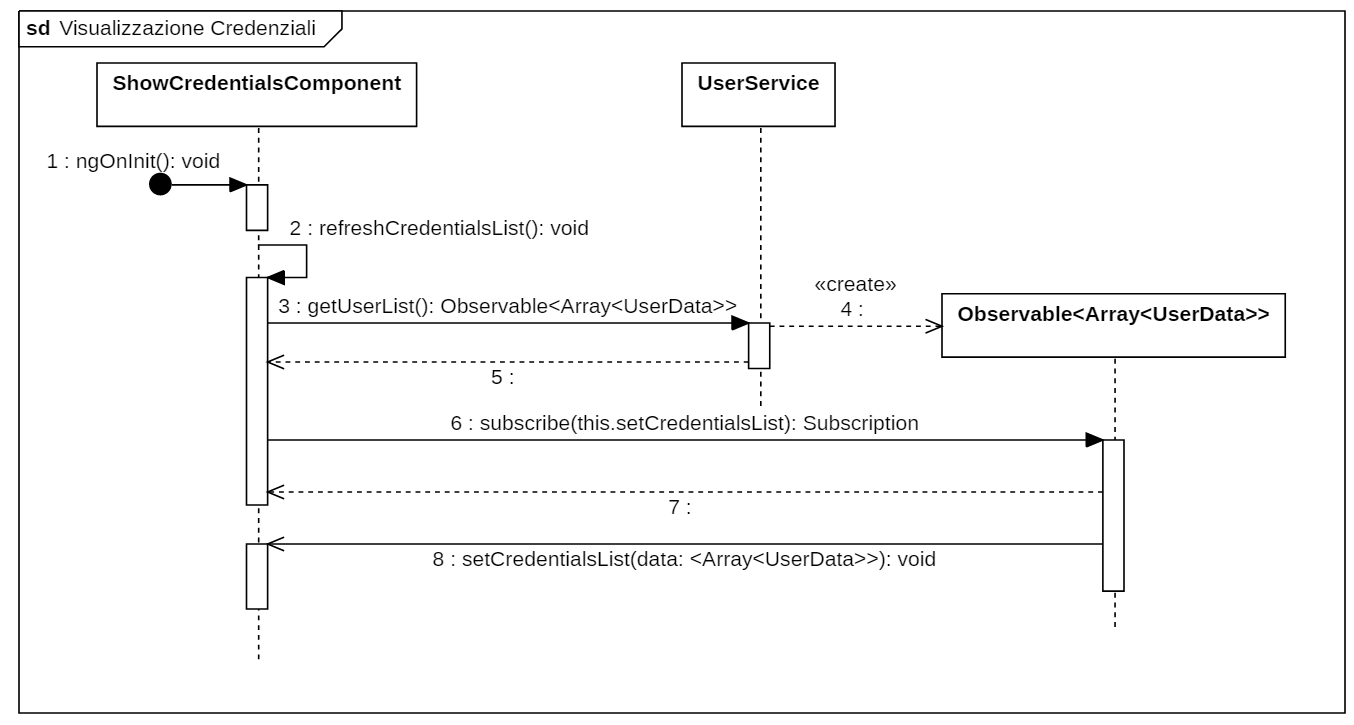 sd Visualizzazione Credenziali
ShowCredentialsComponent
UserService
1 : ngOnInit(): void
2 : refreshCredentialsList(): void
«create»
4 :
3 : getUserList(): Observable<Array<UserData>>
Observable<Array<UserData>>
5 :
6 : subscribe(this.setCredentialsList): Subscription
7 :
8 : setCredentialsList(data: <Array<UserData>>): void